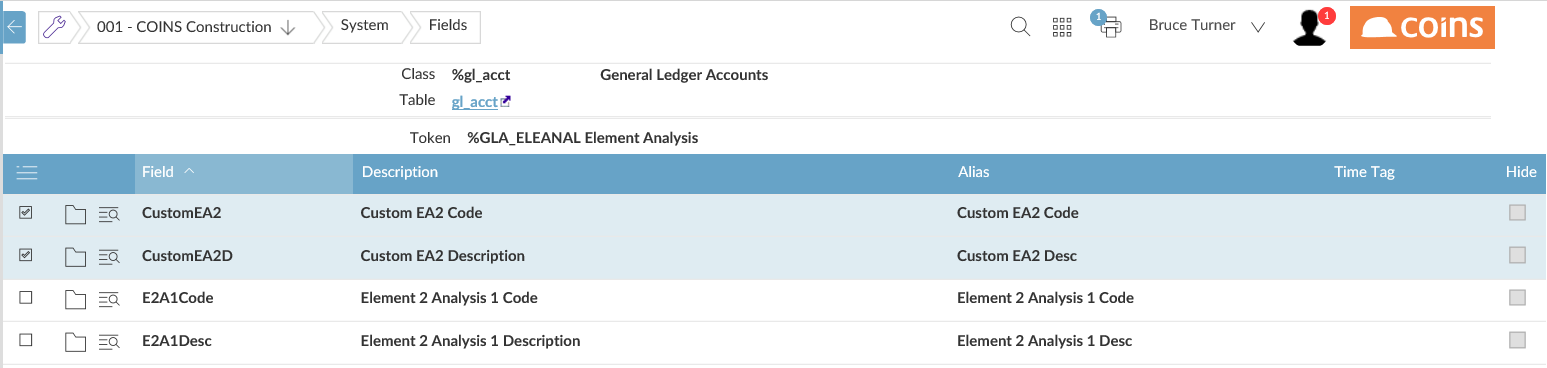 001 - COINS Construction System Fields 1 Bruce Turner 1 coins
Class %gl_acct General Ledger Accounts
Table gl_acct
Token %GLA_ELEANAL Element Analysis
Field Description Alias Time Tag Hide
CustomEA2 Custom EA2 Code Custom EA2 Code
CustomEA2D Custom EA2 Description Custom EA2 Desc
E2A1Code Element 2 Analysis 1 Code Element 2 Analysis 1 Code
E2A1Desc Element 2 Analysis 1 Description Element 2 Analysis 1 Desc